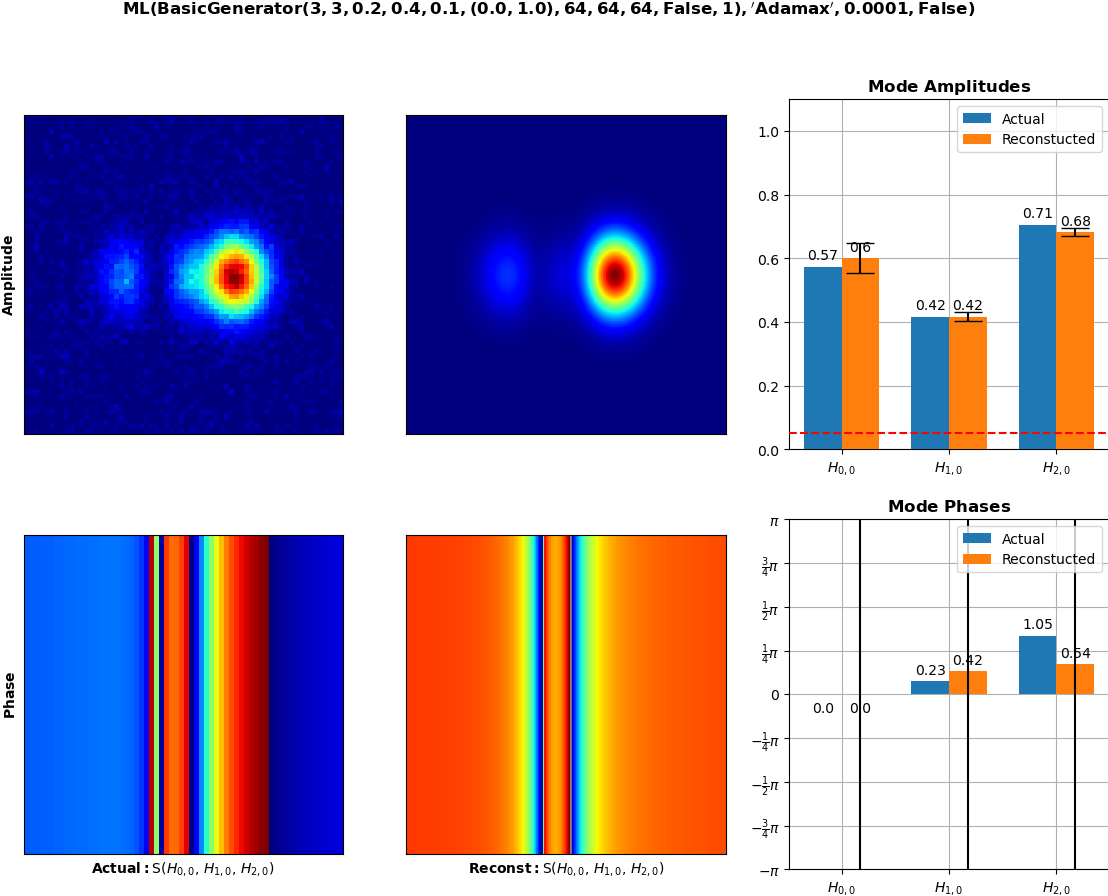 ML(BasicGenerator(3, 3, 0.2, 0.4, 0.1, (0.0, 1.0), 64, 64, 64, False, 1), ′Adamax′, 0.0001, False)
Amplitude
Mode Amplitudes
Actual
Reconstucted
1.0
0.8
0.6
0.4
0.2
0.0
0.57
0.6
0.42
0.42
0.71
0.68
H0,0
H1,0
H2,0
Phase
Actual: S(H0,0, H1,0, H2,0)
Reconst: S(H0,0, H1,0, H2,0)
Mode Phases
Actual
Reconstucted
π
3/4π
1/2π
1/4π
0
−1/4π
−1/2π
−3/4π
−π
0.0
0.0
0.23
0.42
1.05
0.54
H0,0
H1,0
H2,0